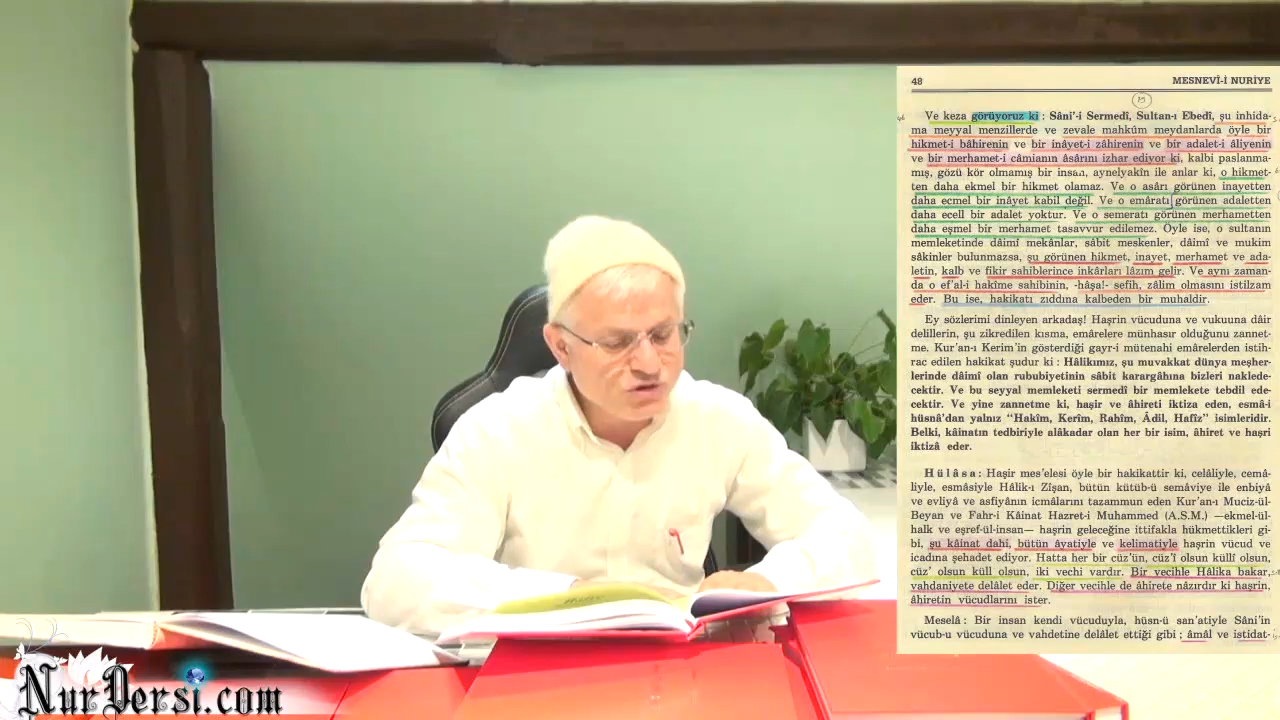 48 MESNEVÎ-İ NURİYE
Ve keza görüyoruz ki : Sâni'-i Sermedî, Sultan-ı Ebedî, şu inhida-
ma meyyal menzillerde ve zevale mahkûm meydanlarda öyle bir
hikmet-i bâhirenin ve bir inâyet-i zâhirenin ve bir adalet-i âliyenin
ve bir merhamet-i câmianın âsârını izhar ediyor ki, kalbi paslanma-
mış, gözü kör olmamış bir insan, aynelyakîn ile anlar ki, o hikmet-
ten daha ekmel bir hikmet olamaz. Ve o asârı görünen inayetten
daha ecmel bir inâyet kabil değil. Ve o emâratı görünen adaletten
daha ecell bir adalet yoktur. Ve o semeratı görünen merhametten
daha eşmel bir merhamet tasavvur edilemez. Öyle ise, o sultanın
memleketinde dâimî mekânlar, sâbit meskenler, dâimî ve mukim
sâkinler bulunmazsa, şu görünen hikmet, inayet, merhamet ve ada-
letin, kalb ve fikir sahiblerince inkârları lâzım gelir. Ve aynı zaman-
da o ef'al-i hakîme sahibinin, -hâşa!- sefih, zâlim olmasını istilzam
eder. Bu ise, hakikatı zıddına kalbeden bir muhaldir.
Ey sözlerimi dinleyen arkadaş! Haşrin vücuduna ve vukuuna dâir
delillerin, şu zikredilen kısma, emârelere münhasır olduğunu zannet-
me. Kur'an-ı Kerim'in gösterdiği gayr-i mütenahi emârelerden istih-
rac edilen hakikat şudur ki : Hâlikımız, şu muvakkat dünya meşher-
lerinde dâimî olan rububiyetinin sâbit karargâhına bizleri naklede-
cektir. Ve bu seyyal memleketi sermedî bir memlekete tebdil ede-
cektir. Ve yine zannetme ki, haşir ve âhireti iktiza eden, esmâ-i
hüsnâ'dan yalnız "Hakîm, Kerîm, Rahîm, Âdil, Hafîz" isimleridir.
Belki, kâinatın tedbiriyle alâkadar olan her bir isim, âhiret ve haşri
iktizâ eder.
Hülâsa : Haşir mes'elesi öyle bir hakikattir ki, celâliyle, cemâ-
liyle, esmâsiyle Hâlik-ı Zîşan, bütün kütüb-ü semâviye ile enbiyâ
ve evliyâ ve asfiyânın icmâlarını tazammun eden Kur'an-ı Muciz-ül-
Beyan ve Fahr-i Kâinat Hazret-i Muhammed (A.S.M.) —ekmel-ül-
halk ve eşref-ül-insan— haşrin geleceğine ittifakla hükmettikleri gi-
bi, şu kâinat dahi, bütün âyatiyle ve kelimatiyle haşrin vücud ve
icadına şehadet ediyor. Hatta her bir cüz'ün, cüz'î olsun küllî olsun,
cüz' olsun küll olsun, iki vechi vardır. Bir vecihle Hâlika bakar,
vahdaniyete delâlet eder. Diğer vecihle de âhirete nâzırdır ki haşrin,
âhiretin vücudlarını ister.
Meselâ : Bir insan kendi vücuduyla, hüsn-ü san'atiyle Sâni'in
vücub-u vücuduna ve vahdetine delâlet ettiği gibi ; âmâl ve istidat-
NurDersi.com